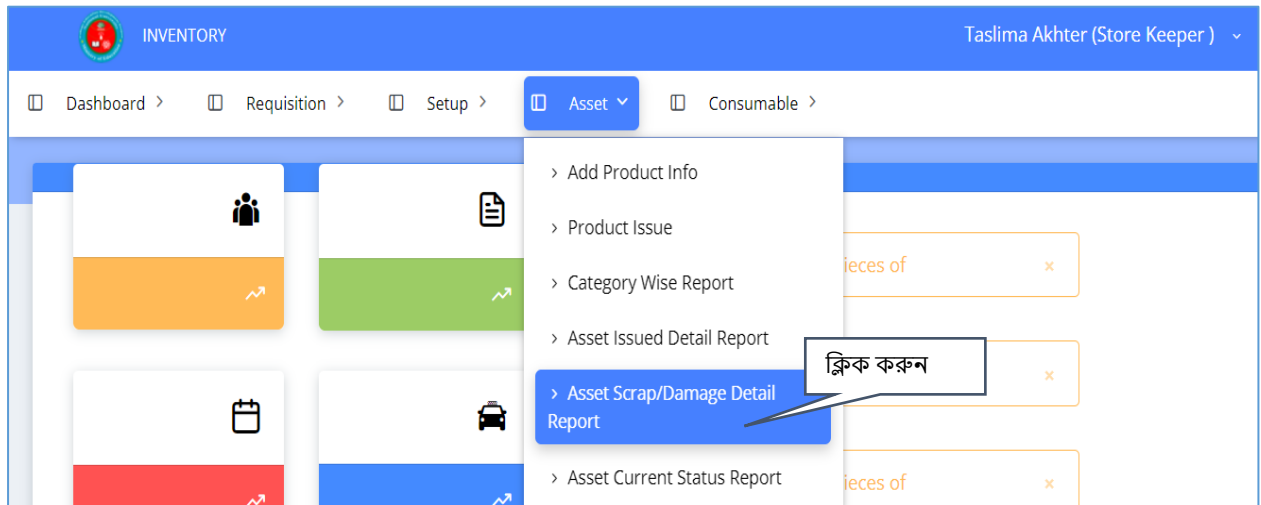 INVENTORY
Taslima Akhter (Store Keeper )
Dashboard
Requisition
Setup
Asset
Consumable
Add Product Info
Product Issue
Category Wise Report
Asset Issued Detail Report
Asset Scrap/Damage Detail
Report
Asset Current Status Report
ieces of
ieces of
ক্লিক করুন